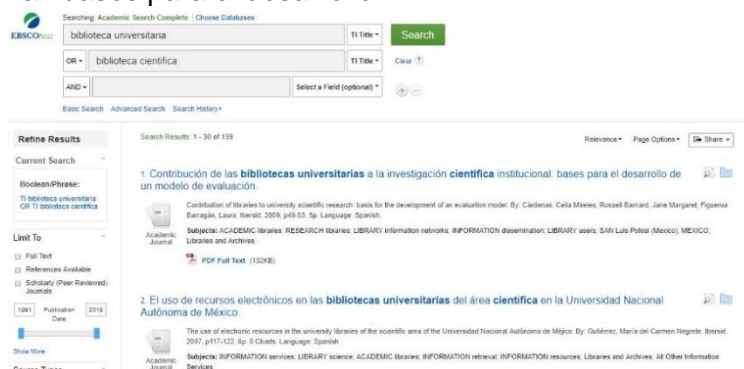 Searching: Academic Search Complete | Choose Databases
EBSCOHOST
biblioteca universitaria
TI Title
Search
OR
biblioteca cientifica
TI Title
Clear
AND
Select a Field (optional)
Basic Search Advanced Search Search History
Refine Results
Current Search
Boolean/Phrase:
TI biblioteca universitaria
OR TI biblioteca cientifica
Limit To
Full Text
References Available
Scholarly (Peer Reviewed)
Journals
1981 Publication 2018
Date
Show More
Search Results: 1 - 30 of 139
Relevance Page Options Share
1. Contribución de las bibliotecas universitarias a la investigación científica institucional: bases para el desarrollo de
un modelo de evaluación.
Contribution of libraries to university scientific research: basis for the development of an evaluation model. By: Cárdenas, Celia Mireles; Russell Barnard, Jane Margaret; Figueroa
Barragán, Laura. Ibersid. 2009, p49-53. 5p. Language: Spanish.
Academic
Journal
Subjects: ACADEMIC libraries; RESEARCH libraries; LIBRARY information networks; INFORMATION dissemination; LIBRARY users; SAN Luis Potosi (Mexico); MEXICO;
Libraries and Archives
PDF Full Text (132KB)
2. El uso de recursos electrónicos en las bibliotecas universitarias del área científica en la Universidad Nacional
Autónoma de México.
The use of electronic resources in the university libraries of the scientific area of the Universidad Nacional Autónoma de Méjico. By: Gutiérrez, María del Carmen Negrete. Ibersid.
2007, p117-122. 6p. 8 Charts. Language: Spanish.
Academic
Journal
Subjects: INFORMATION services; LIBRARY science; ACADEMIC libraries; INFORMATION retrieval; INFORMATION resources; Libraries and Archives; All Other Information
Services